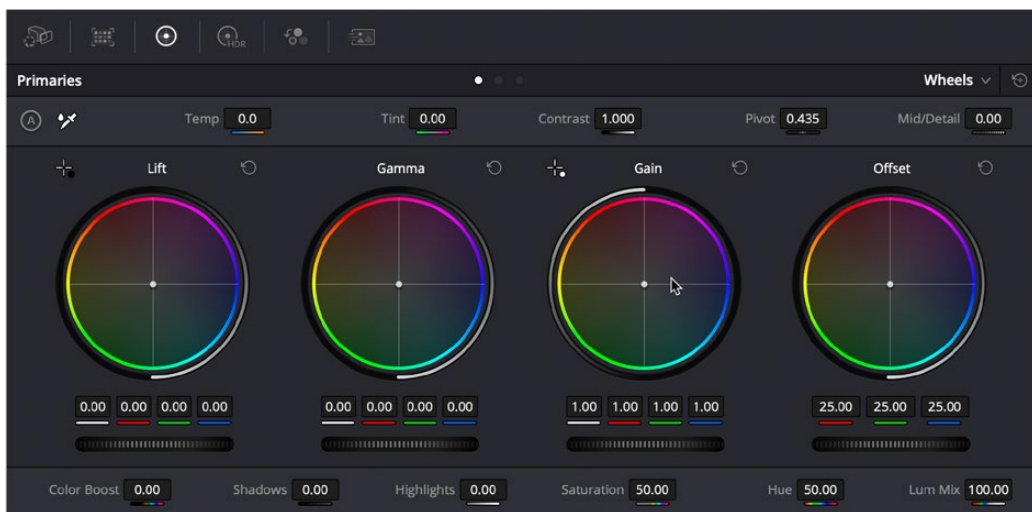 HDR
Primaries Wheels
A Temp 0.0 Tint 0.00 Contrast 1.000 Pivot 0.435 Mid/Detail 0.00
Lift Gamma Gain Offset
0.00 0.00 0.00 0.00 0.00 0.00 0.00 0.00 1.00 1.00 1.00 1.00 25.00 25.00 25.00
Color Boost 0.00 Shadows 0.00 Highlights 0.00 Saturation 50.00 Hue 50.00 Lum Mix 100.00